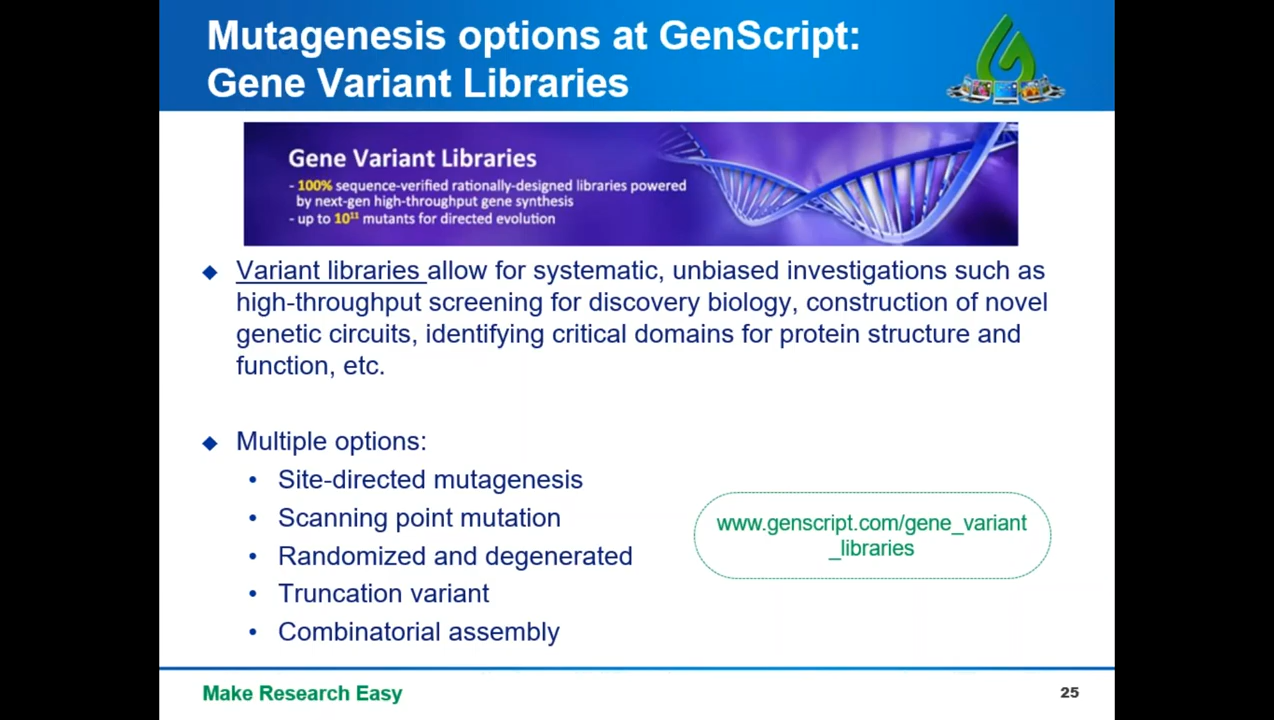 Mutagenesis options at GenScript:
Gene Variant Libraries
Gene Variant Libraries
- 100% sequence-verified rationally-designed libraries powered
by next-gen high-throughput gene synthesis
- up to 10¹¹ mutants for directed evolution
◆ Variant libraries allow for systematic, unbiased investigations such as
high-throughput screening for discovery biology, construction of novel
genetic circuits, identifying critical domains for protein structure and
function, etc.
◆ Multiple options:
• Site-directed mutagenesis
• Scanning point mutation
• Randomized and degenerated
• Truncation variant
• Combinatorial assembly
www.genscript.com/gene_variant
_libraries
Make Research Easy
25